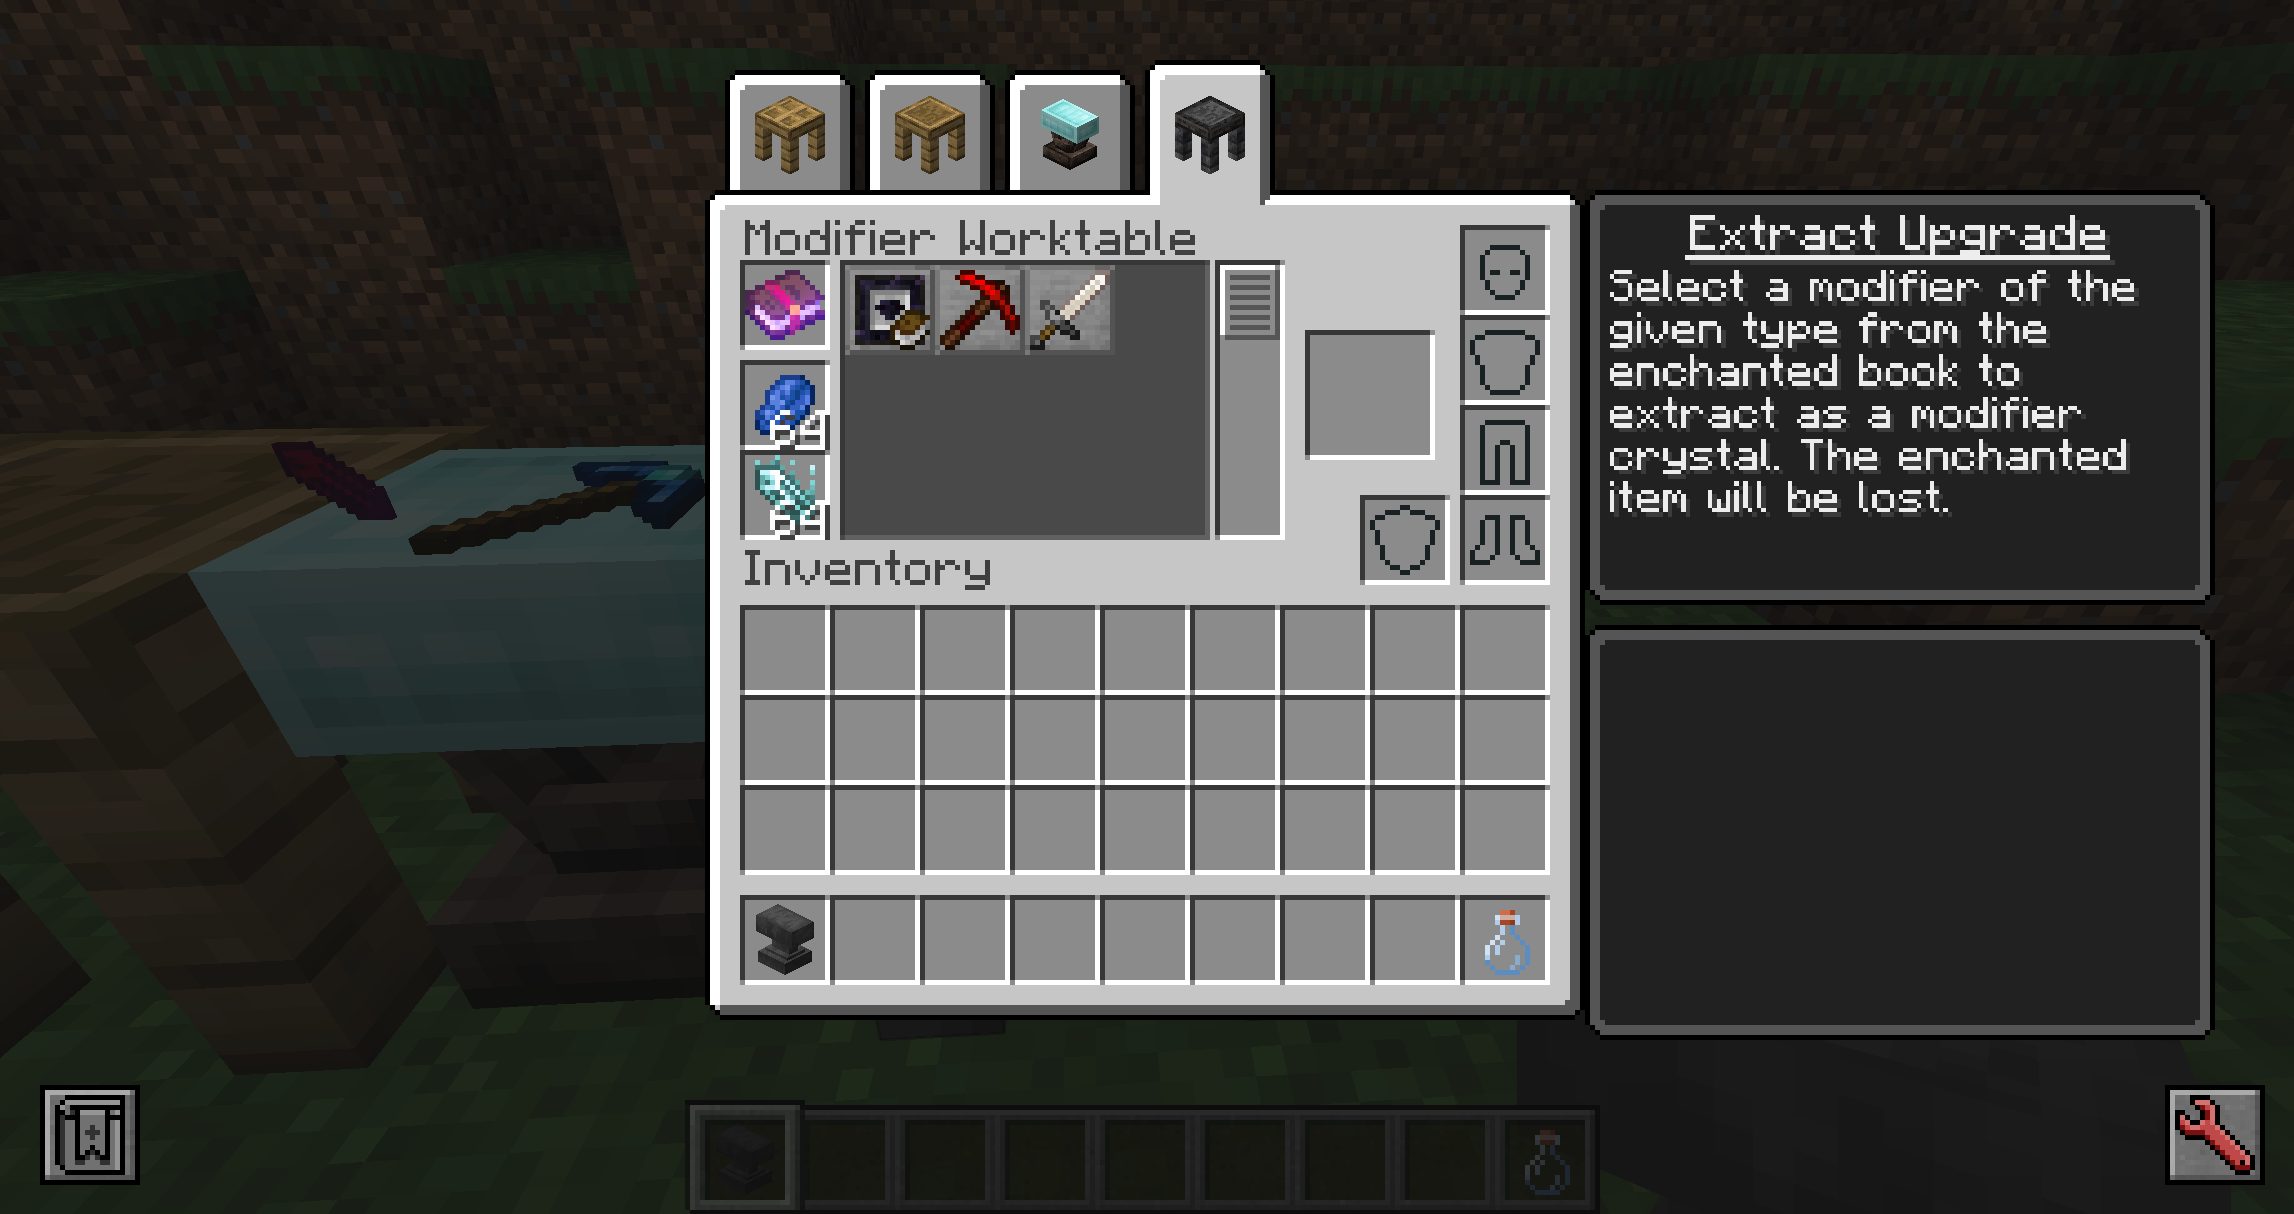 Modifier Worktable
Extract Upgrade
Select a modifier of the
given type from the
enchanted book to
extract as a modifier
crystal. The enchanted
item will be lost.
64
Inventory